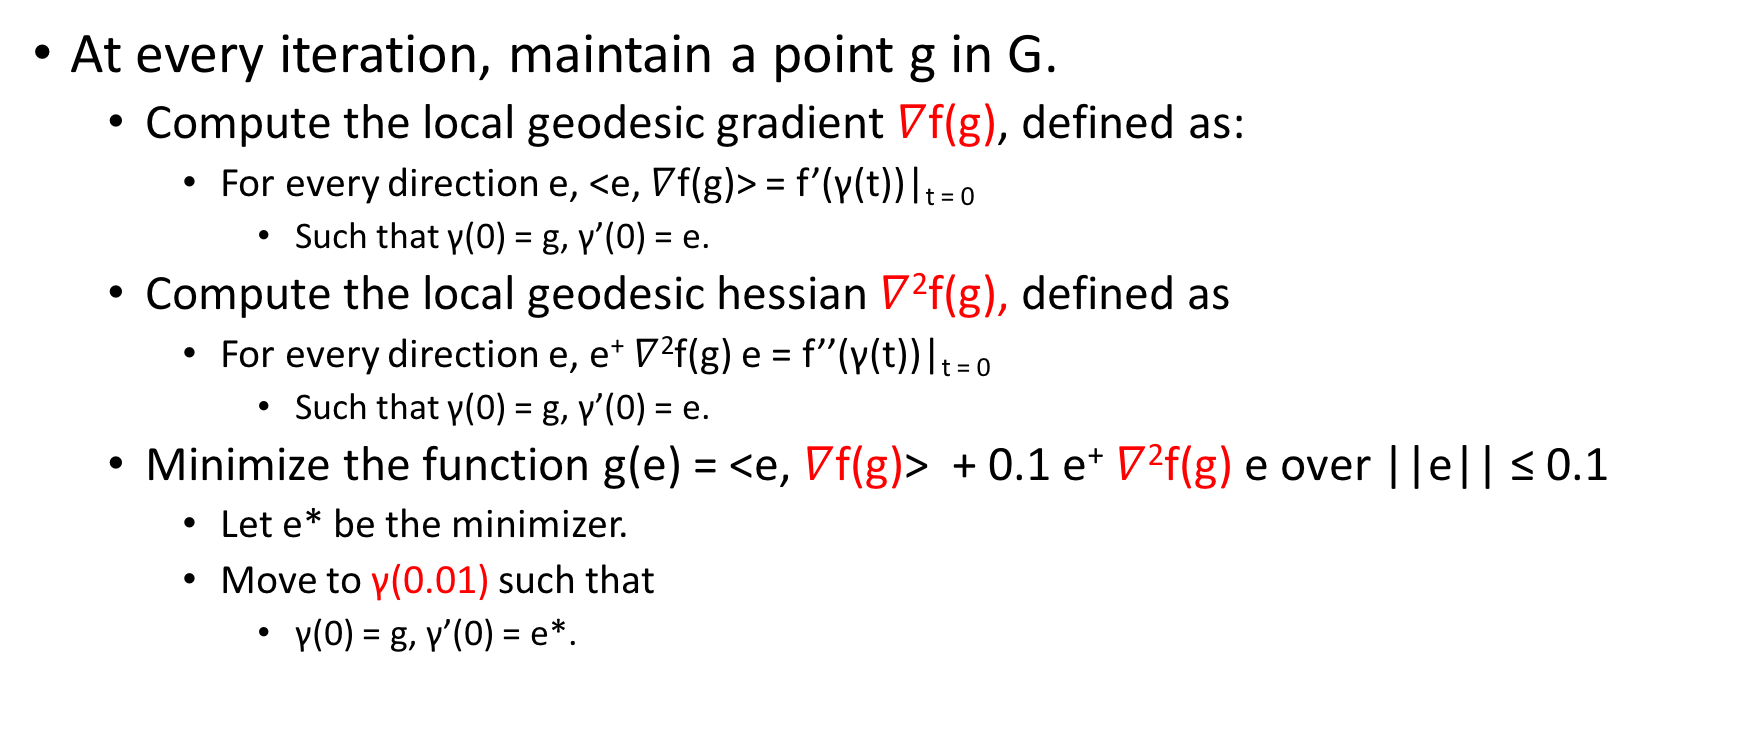 • At every iteration, maintain a point g in G.
• Compute the local geodesic gradient ∇f(g), defined as:
• For every direction e, <e, ∇f(g)> = f’(γ(t))|t = 0
• Such that γ(0) = g, γ’(0) = e.
• Compute the local geodesic hessian ∇²f(g), defined as
• For every direction e, e⁺ ∇²f(g) e = f’’(γ(t))|t = 0
• Such that γ(0) = g, γ’(0) = e.
• Minimize the function g(e) = <e, ∇f(g)> + 0.1 e⁺ ∇²f(g) e over ||e|| ≤ 0.1
• Let e* be the minimizer.
• Move to γ(0.01) such that
• γ(0) = g, γ’(0) = e*.